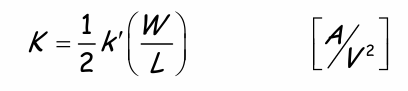 K = 1/2 k′ (W/L) [A/V²]